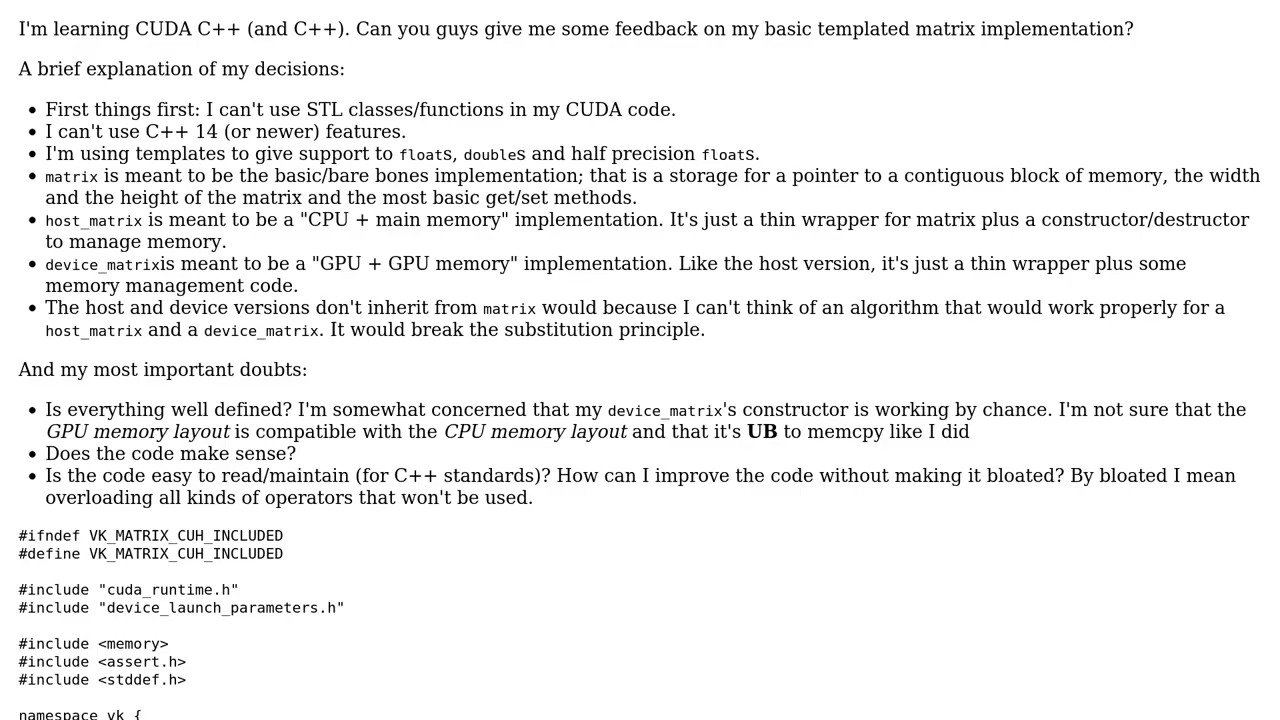 I'm learning CUDA C++ (and C++). Can you guys give me some feedback on my basic templated matrix implementation?
A brief explanation of my decisions:
• First things first: I can't use STL classes/functions in my CUDA code.
• I can't use C++ 14 (or newer) features.
• I'm using templates to give support to floats, doubles and half precision floats.
• matrix is meant to be the basic/bare bones implementation; that is a storage for a pointer to a contiguous block of memory, the width
and the height of the matrix and the most basic get/set methods.
• host_matrix is meant to be a "CPU + main memory" implementation. It's just a thin wrapper for matrix plus a constructor/destructor
to manage memory.
• device_matrixis meant to be a "GPU + GPU memory" implementation. Like the host version, it's just a thin wrapper plus some
memory management code.
• The host and device versions don't inherit from matrix would because I can't think of an algorithm that would work properly for a
host_matrix and a device_matrix. It would break the substitution principle.
And my most important doubts:
• Is everything well defined? I'm somewhat concerned that my device_matrix's constructor is working by chance. I'm not sure that the
GPU memory layout is compatible with the CPU memory layout and that it's UB to memcpy like I did
• Does the code make sense?
• Is the code easy to read/maintain (for C++ standards)? How can I improve the code without making it bloated? By bloated I mean
overloading all kinds of operators that won't be used.
#ifndef VK_MATRIX_CUH_INCLUDED
#define VK_MATRIX_CUH_INCLUDED
#include "cuda_runtime.h"
#include "device_launch_parameters.h"
#include <memory>
#include <assert.h>
#include <stddef.h>
namespace vk {